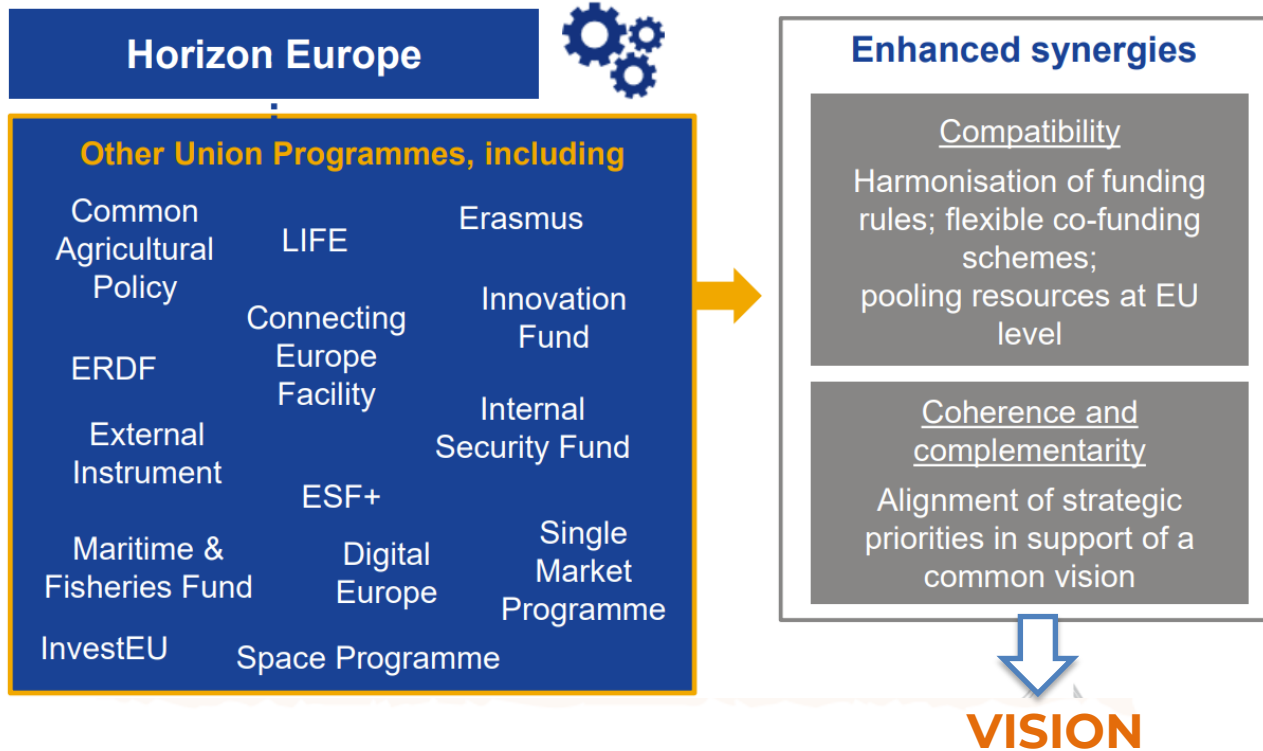 Horizon Europe
Other Union Programmes, including
Common
Agricultural
Policy
LIFE
Erasmus
Innovation
Fund
Connecting
Europe
Facility
ERDF
Internal
Security Fund
External
Instrument
ESF+
Single
Market
Programme
Maritime &
Fisheries Fund
Digital
Europe
InvestEU
Space Programme
Enhanced synergies
Compatibility
Harmonisation of funding
rules; flexible co-funding
schemes;
pooling resources at EU
level
Coherence and
complementarity
Alignment of strategic
priorities in support of a
common vision
VISION